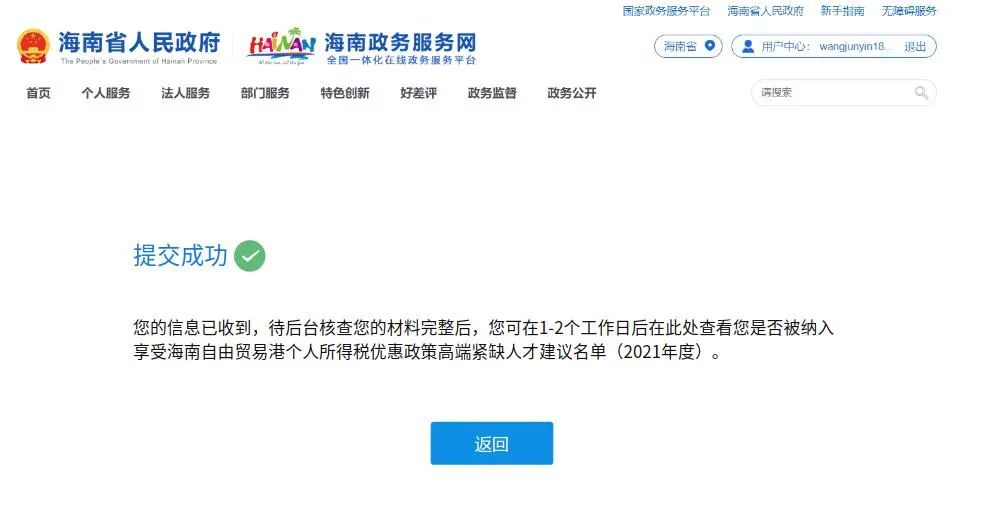 国家政务服务平台 海南省人民政府 新手指南 无障碍服务
海南省人民政府
The People's Government of Hainan Province
HAINAN
海南政务服务网
全国一体化在线政务服务平台
海南省 用户中心: wangjunyin18... 退出
首页 个人服务 法人服务 部门服务 特色创新 好差评 政务监督 政务公开 请搜索
提交成功
您的信息已收到，待后台核查您的材料完整后，您可在1-2个工作日后在此处查看您是否被纳入
享受海南自由贸易港个人所得税优惠政策高端紧缺人才建议名单（2021年度）。
返回